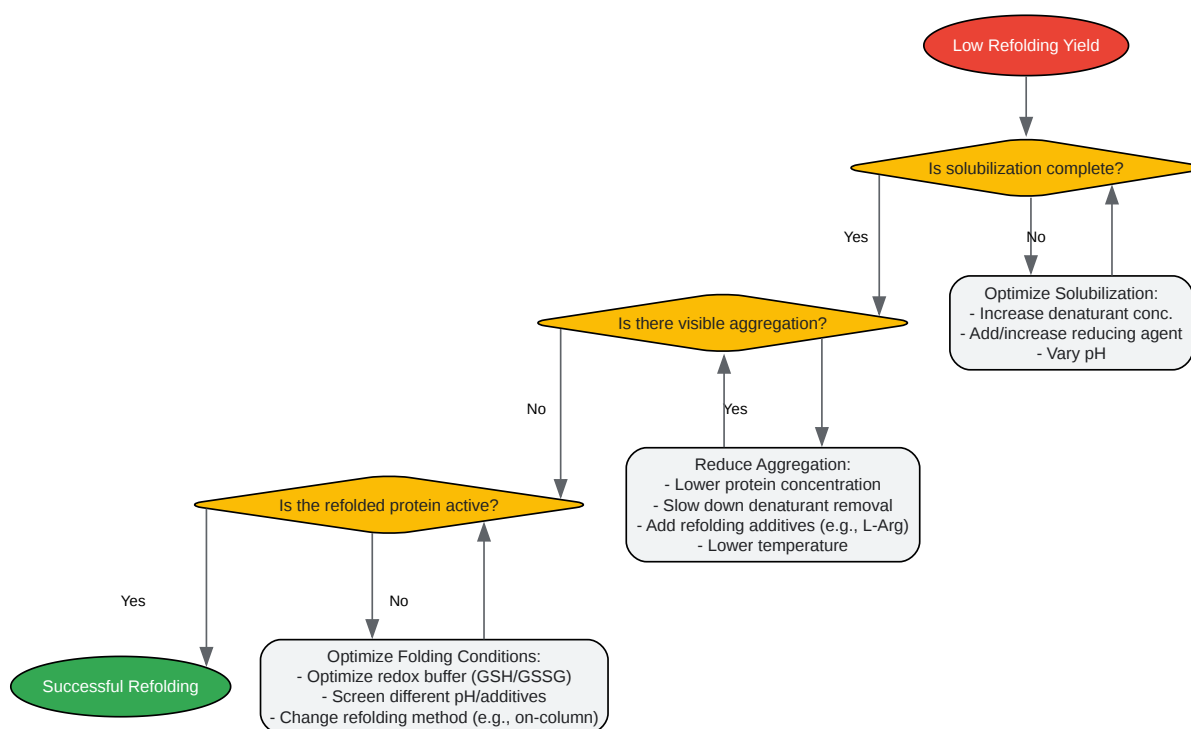 Low Refolding Yield
Is solubilization complete?
Yes
No
Optimize Solubilization:
- Increase denaturant conc.
- Add/increase reducing agent
- Vary pH
Is there visible aggregation?
No
Yes
Reduce Aggregation:
- Lower protein concentration
- Slow down denaturant removal
- Add refolding additives (e.g., L-Arg)
- Lower temperature
Is the refolded protein active?
Yes
No
Successful Refolding
Optimize Folding Conditions:
- Optimize redox buffer (GSH/GSSG)
- Screen different pH/additives
- Change refolding method (e.g., on-column)